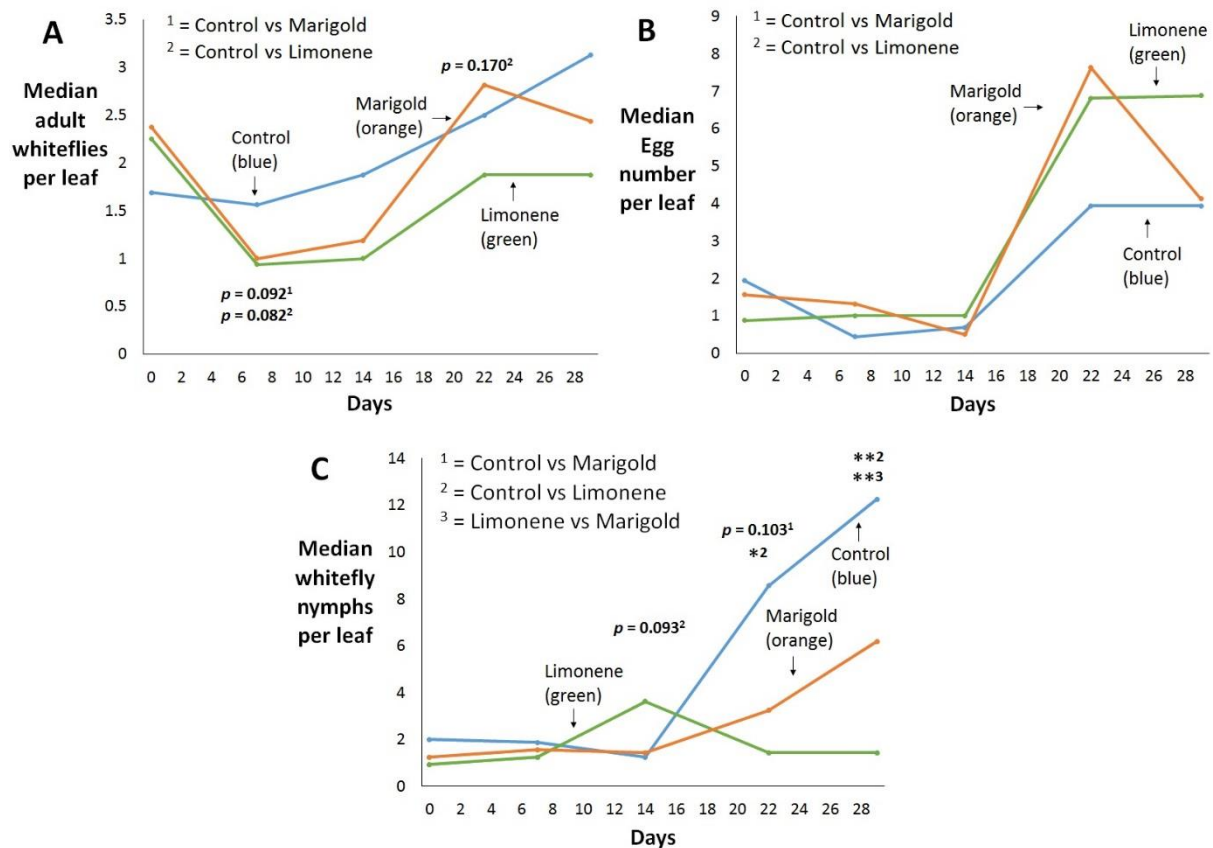 A
¹ = Control vs Marigold
² = Control vs Limonene
Median
adult
whiteflies
per leaf
3.5
3
2.5
2
1.5
1
0.5
0
p = 0.170²
Marigold
(orange)
Control
(blue)
Limonene
(green)
p = 0.092¹
p = 0.082²
0 2 4 6 8 10 12 14 16 18 20 22 24 26 28
Days
B
¹ = Control vs Marigold
² = Control vs Limonene
Median
Egg
number
per leaf
9
8
7
6
5
4
3
2
1
0
Limonene
(green)
Marigold
(orange)
Control
(blue)
0 2 4 6 8 10 12 14 16 18 20 22 24 26 28
Days
C
¹ = Control vs Marigold
² = Control vs Limonene
³ = Limonene vs Marigold
Median
whitefly
nymphs
per leaf
14
12
10
8
6
4
2
0
**2
**3
p = 0.103¹
*2
Control
(blue)
p = 0.093²
Marigold
(orange)
Limonene
(green)
0 2 4 6 8 10 12 14 16 18 20 22 24 26 28
Days